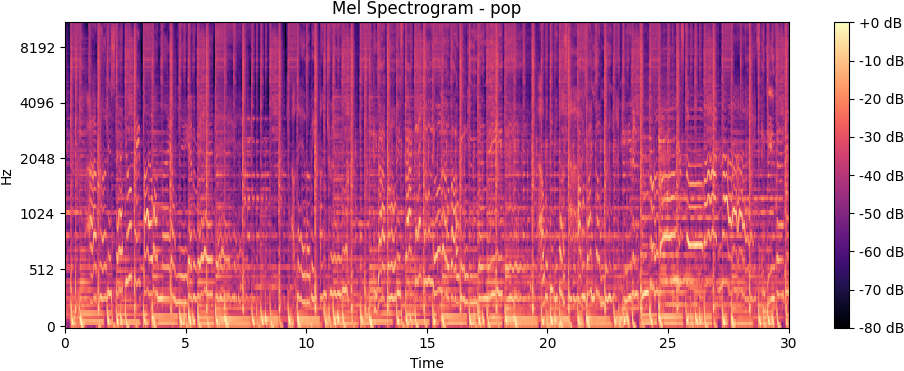 Mel Spectrogram - pop
Hz
8192
4096
2048
1024
512
0
0 5 10 15 20 25 30
Time
+0 dB
-10 dB
-20 dB
-30 dB
-40 dB
-50 dB
-60 dB
-70 dB
-80 dB